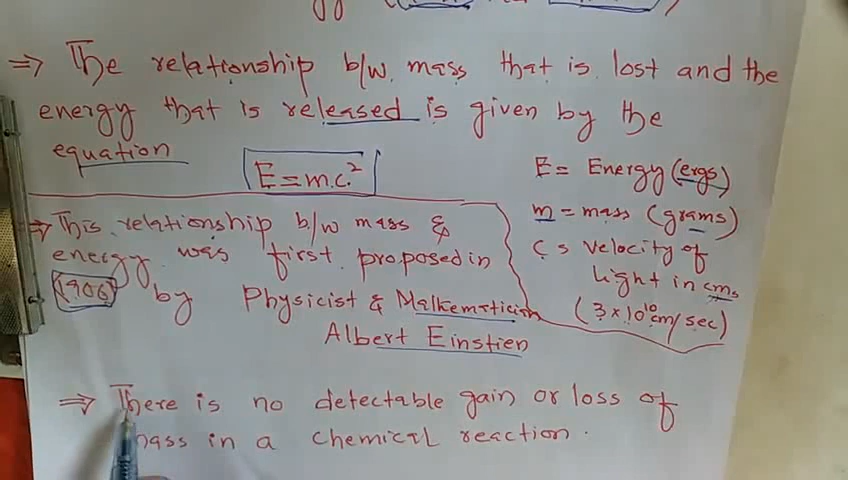 ⇒ The relationship b/w. mass that is lost and the
energy that is released is given by the
equation
E = m.c.²
E = Energy (ergs)
m = mass (grams)
C = velocity of
light in cms
(3 × 10¹⁰ cm/sec)
⇒ This relationship b/w mass &
energy was first proposed in
(1906) by Physicist & Mathematician
Albert Einstien
⇒ There is no detectable gain or loss of
mass in a chemical reaction.